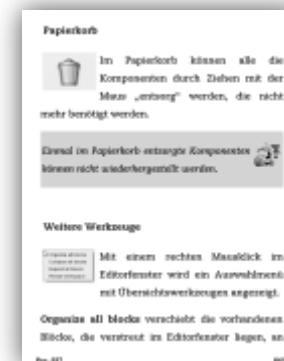 Papierkorb
Im Papierkorb können alle die
Komponenten durch Ziehen mit der
Maus „entsorg" werden, die nicht
mehr benötigt werden.
Einmal im Papierkorb entsorgte Komponenten
können nicht wiederhergestellt werden.
Weitere Werkzeuge
Mit einem rechten Mausklick im
Editorfenster wird ein Auswahlmenü
mit Übersichtswerkzeugen angezeigt.
Organize all blocks verschiebt die vorhandenen
Blöcke, die verstreut im Editorfenster liegen, an